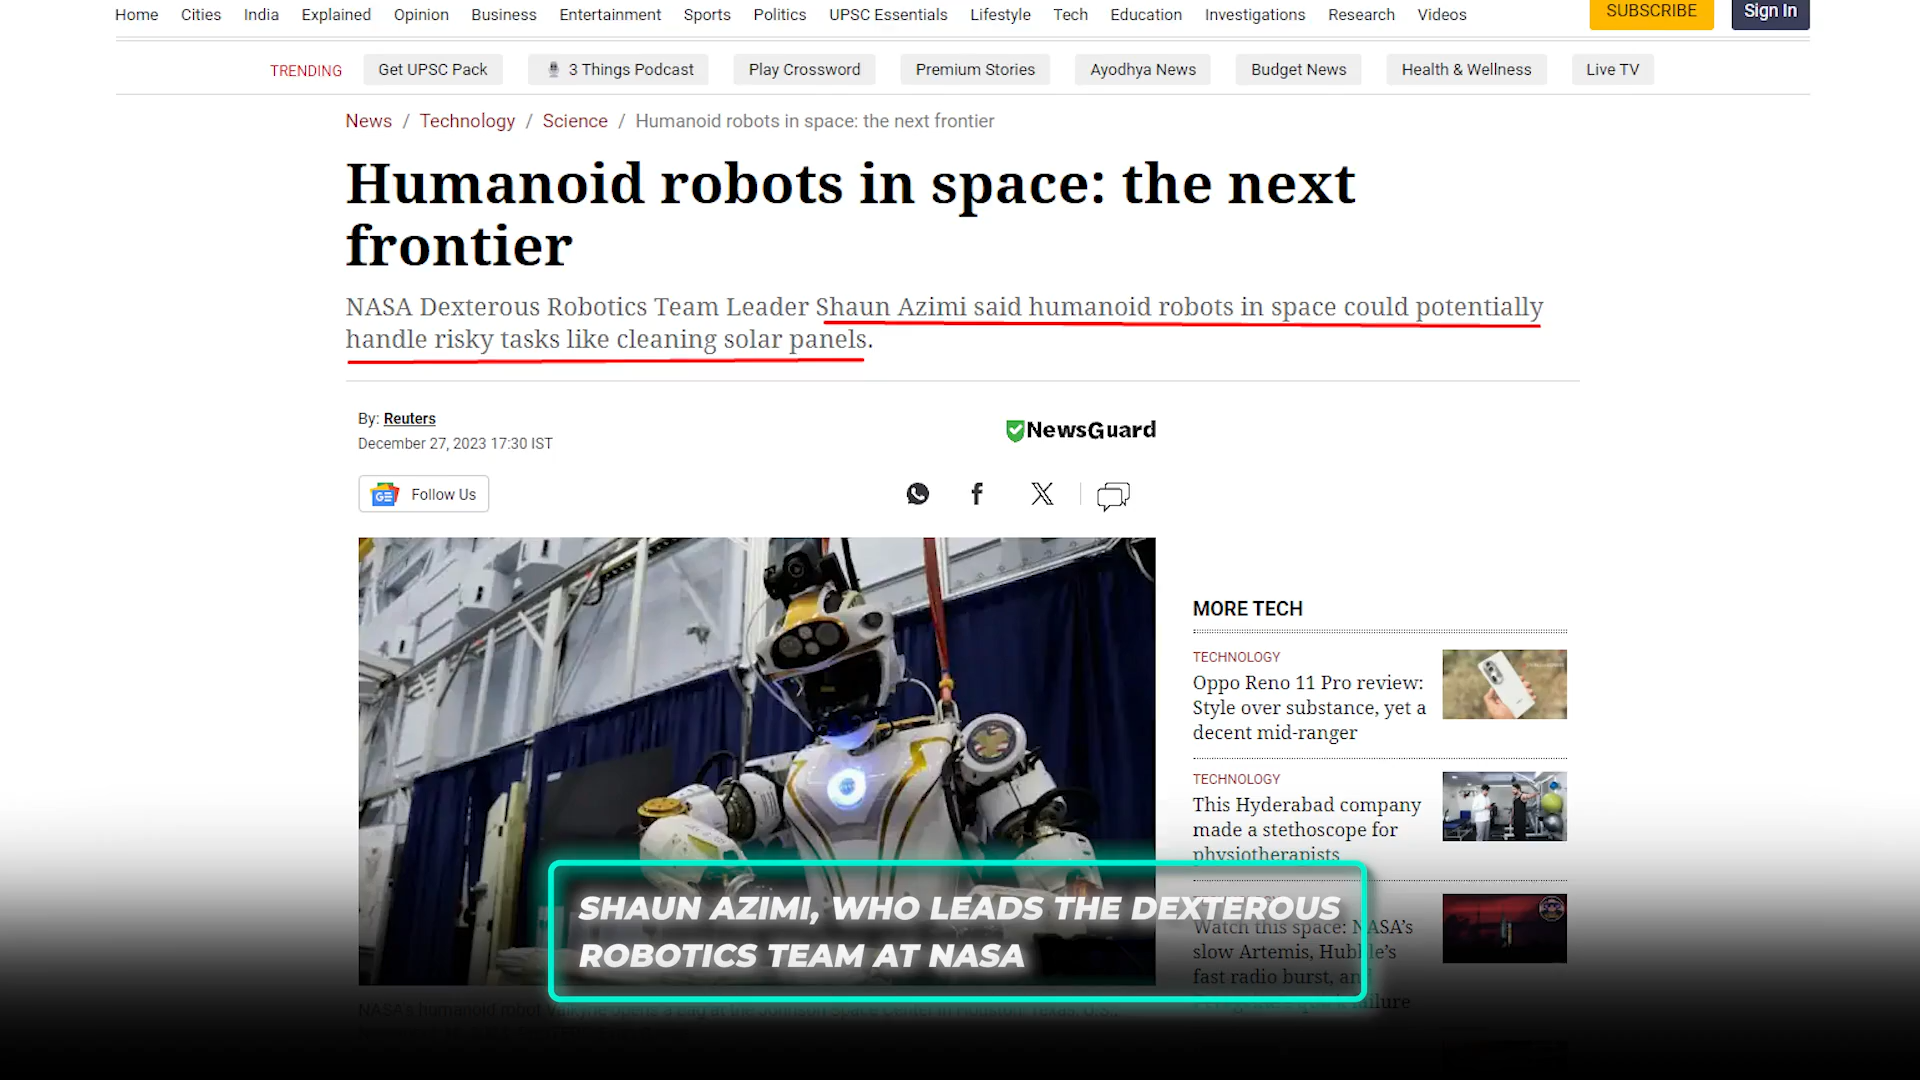 Home Cities India Explained Opinion Business Entertainment Sports Politics UPSC Essentials Lifestyle Tech Education Investigations Research Videos SUBSCRIBE Sign In
TRENDING Get UPSC Pack 3 Things Podcast Play Crossword Premium Stories Ayodhya News Budget News Health & Wellness Live TV
News / Technology / Science / Humanoid robots in space: the next frontier
Humanoid robots in space: the next
frontier
NASA Dexterous Robotics Team Leader Shaun Azimi said humanoid robots in space could potentially
handle risky tasks like cleaning solar panels.
By: Reuters
December 27, 2023 17:30 IST
NewsGuard
GE Follow Us
MORE TECH
TECHNOLOGY
Oppo Reno 11 Pro review:
Style over substance, yet a
decent mid-ranger
TECHNOLOGY
This Hyderabad company
made a stethoscope for
physiotherapists
Watch this space: NASA's
slow Artemis, Hubble's
fast radio burst, and
failure
SHAUN AZIMI, WHO LEADS THE DEXTEROUS
ROBOTICS TEAM AT NASA
NASA's humanoid robot Valkyrie opens a bag at the Johnson Space Center in Houston, Texas, U.S.,